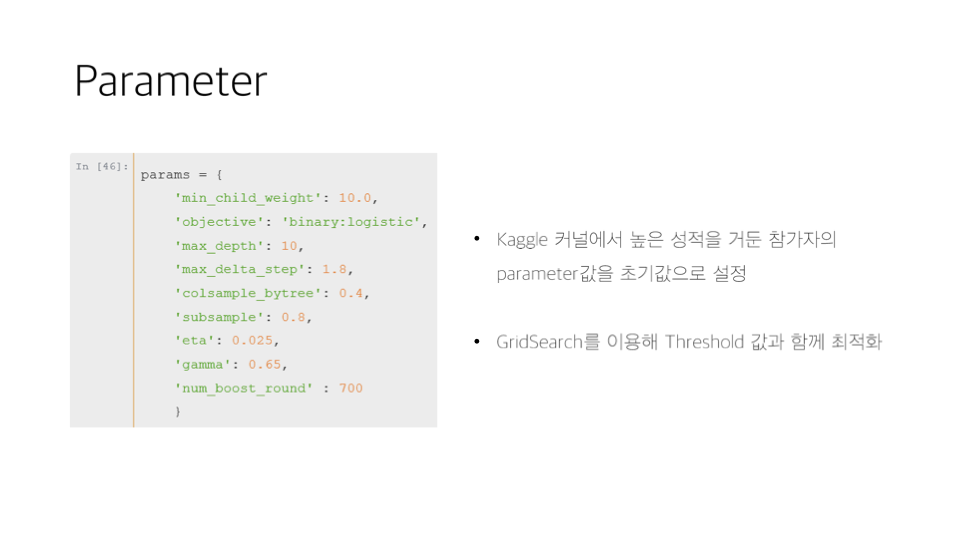 Parameter
In [46]:
params = {
'min_child_weight': 10.0,
'objective': 'binary:logistic',
'max_depth': 10,
'max_delta_step': 1.8,
'colsample_bytree': 0.4,
'subsample': 0.8,
'eta': 0.025,
'gamma': 0.65,
'num_boost_round' : 700
}
• Kaggle 커널에서 높은 성적을 거둔 참가자의
parameter값을 초기값으로 설정
• GridSearch를 이용해 Threshold 값과 함께 최적화